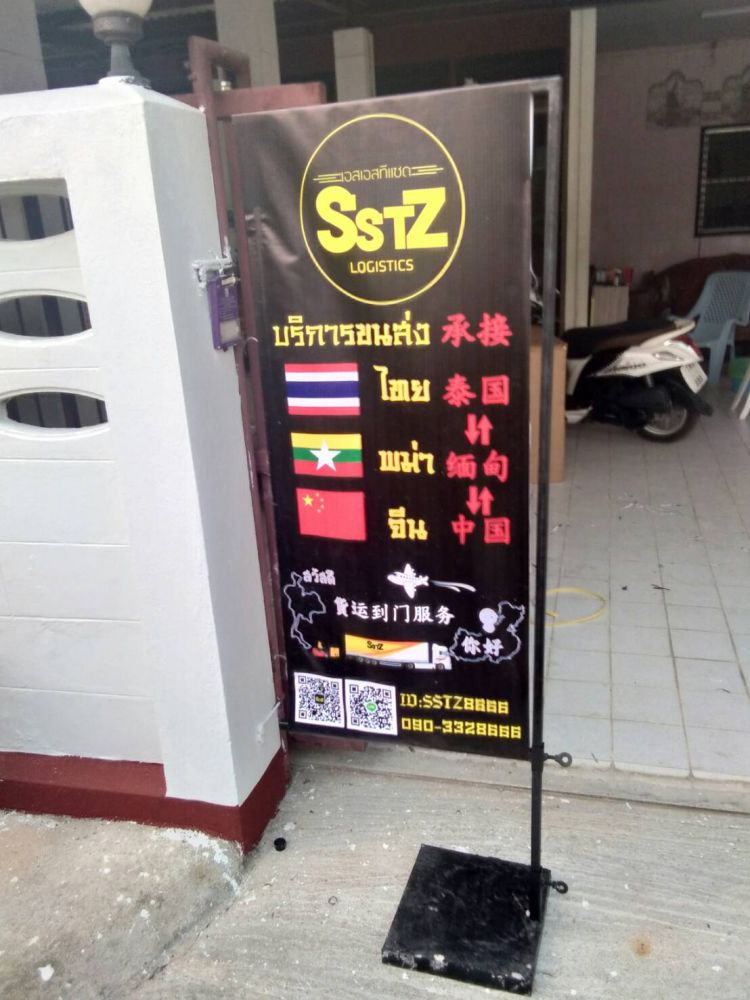 เอสเอสทีแซด
SSTZ
LOGISTICS
บริการขนส่ง 承接
ไทย 泰国
พม่า 缅甸
จีน 中国
สวัสดี
货运到门服务
SSTZ
你好
ID:SSTZ8666
090-3328666